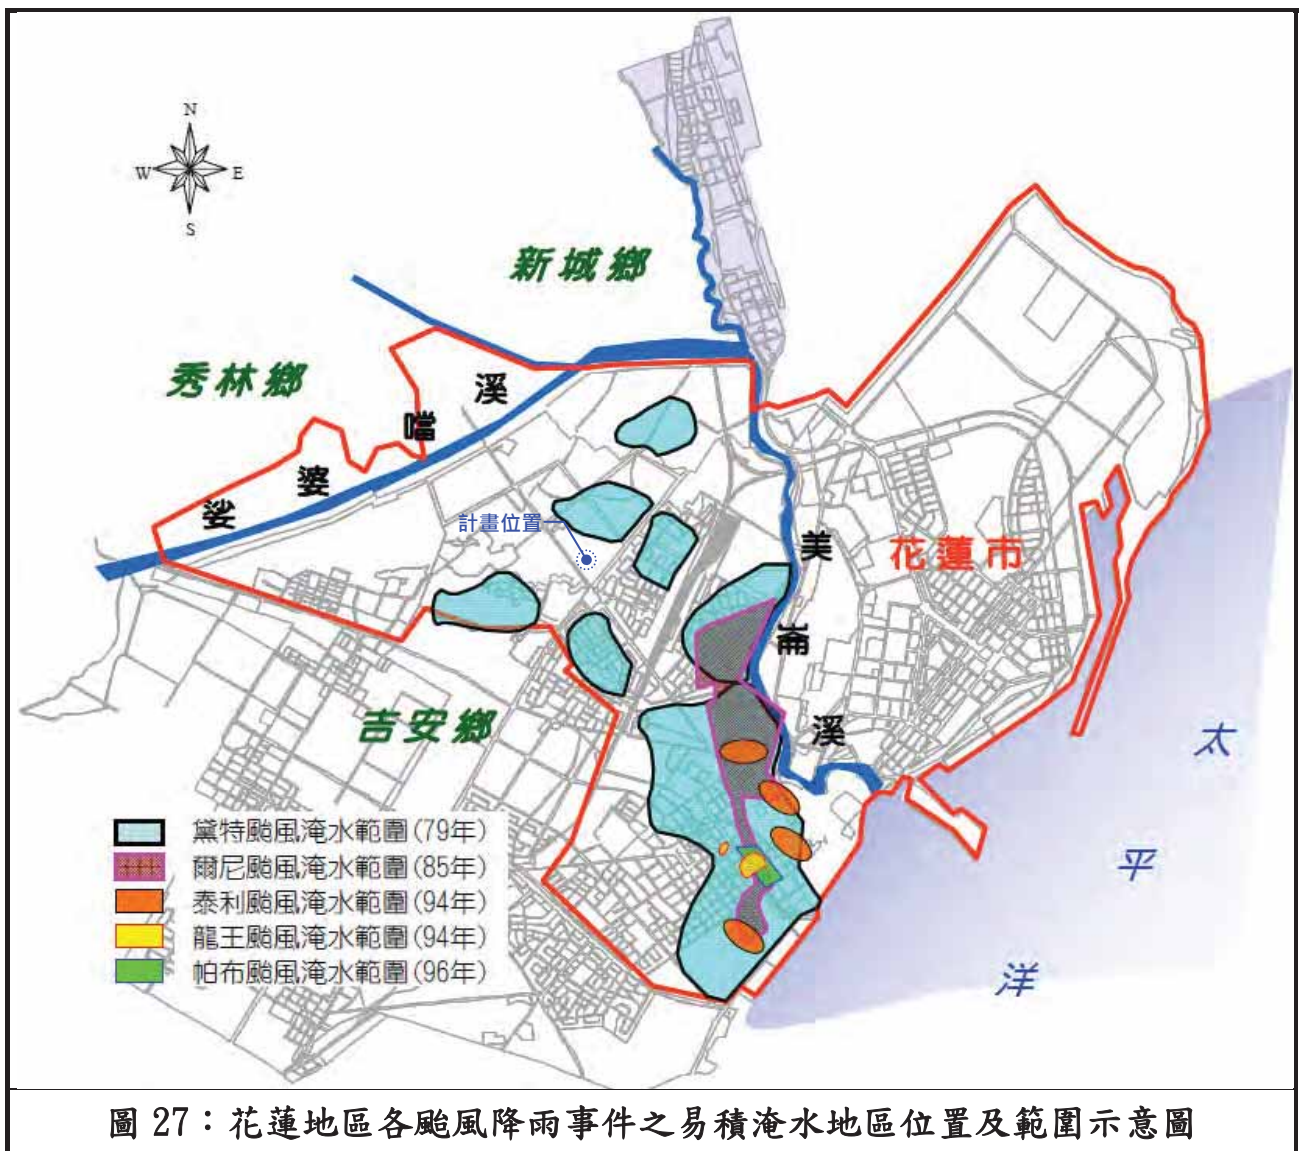 N
W
E
S
新城鄉
秀林鄉
溪
噹
婆
娑
計畫位置
美
崙
溪
花蓮市
吉安鄉
太
平
洋
黛特颱風淹水範圍(79年)
爾尼颱風淹水範圍(85年)
泰利颱風淹水範圍(94年)
龍王颱風淹水範圍(94年)
帕布颱風淹水範圍(96年)
圖 27：花蓮地區各颱風降雨事件之易積淹水地區位置及範圍示意圖